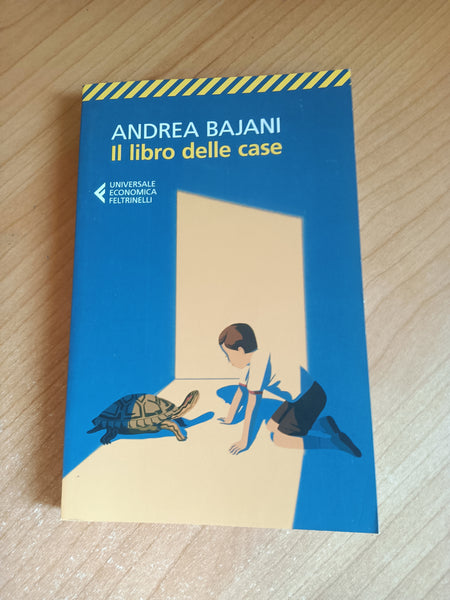 ANDREA BAJANI
Il libro delle case
UNIVERSALE
ECONOMICA
FELTRINELLI